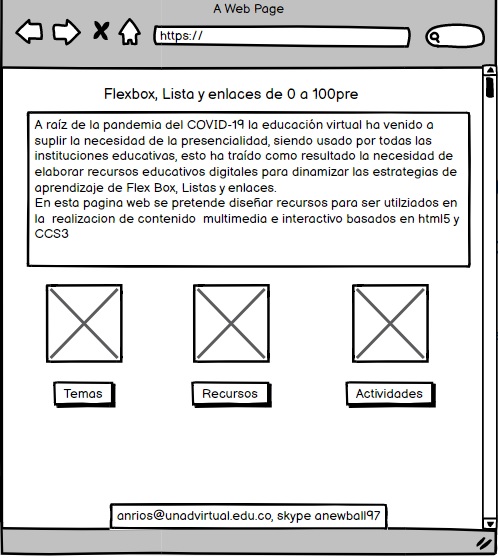 A Web Page
https://
Flexbox, Lista y enlaces de 0 a 100pre
A raíz de la pandemia del COVID-19 la educación virtual ha venido a
suplir la necesidad de la presencialidad, siendo usado por todas las
instituciones educativas, esto ha traído como resultado la necesidad de
elaborar recursos educativos digitales para dinamizar las estrategias de
aprendizaje de Flex Box, Listas y enlaces.
En esta pagina web se pretende diseñar recursos para ser utilziados en
la realizacion de contenido multimedia e interactivo basados en html5 y
CCS3
Temas
Recursos
Actividades
anrios@unadvirtual.edu.co, skype anewball97